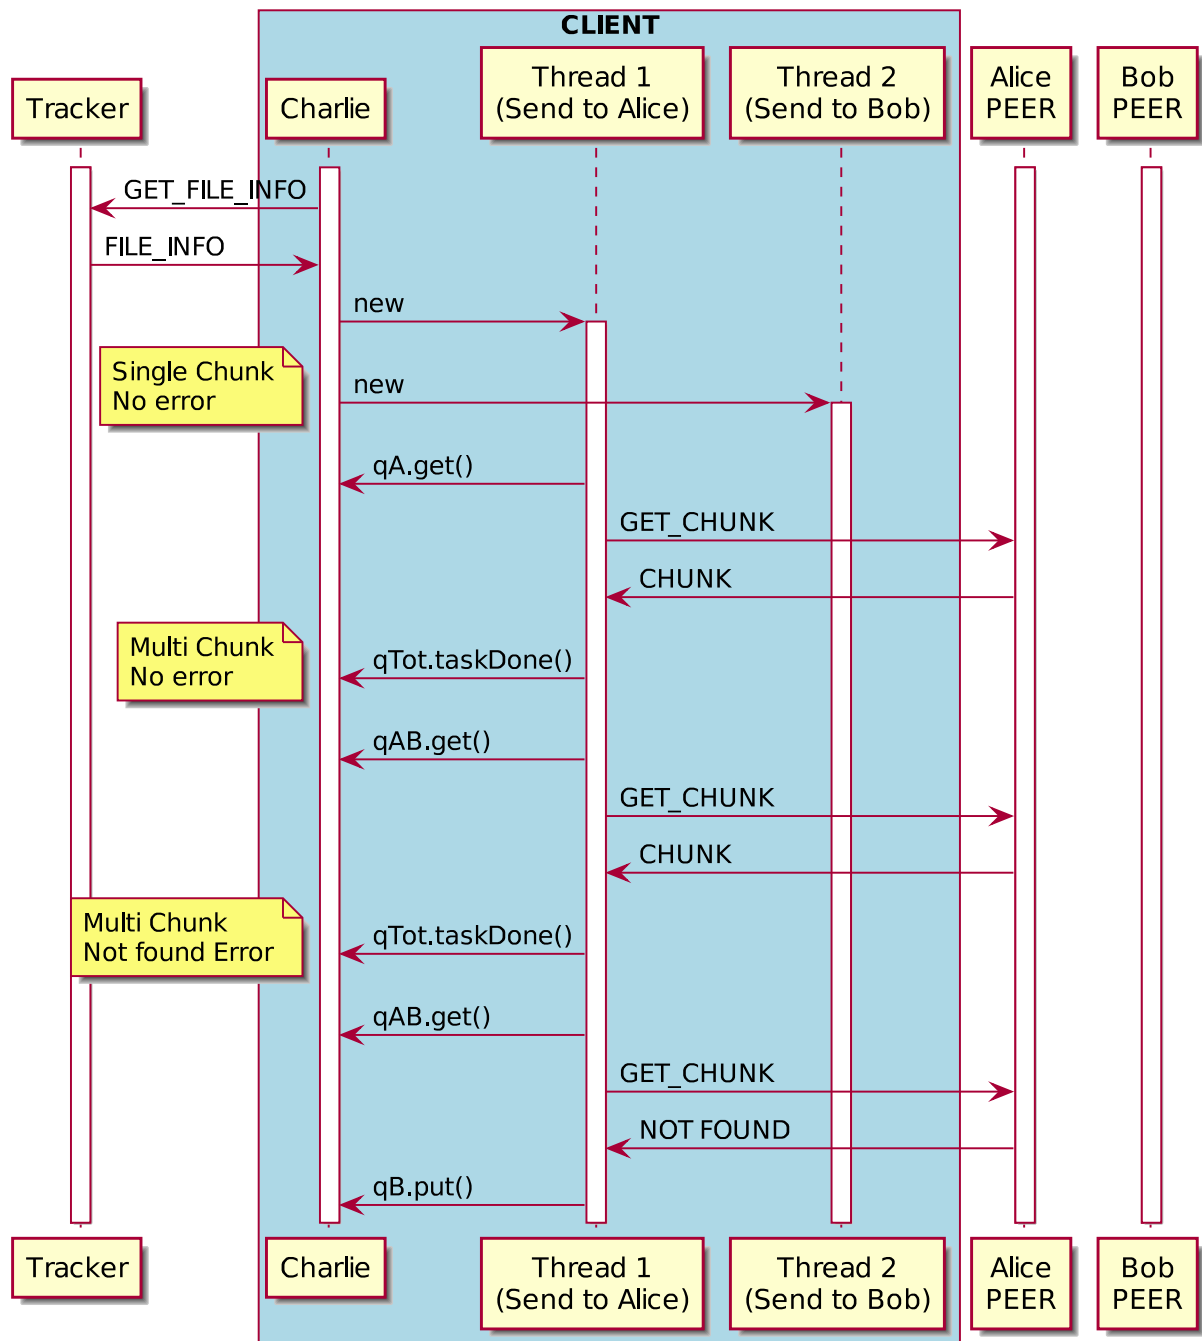 CLIENT
Tracker
Charlie
Thread 1
(Send to Alice)
Thread 2
(Send to Bob)
Alice
PEER
Bob
PEER
GET_FILE_INFO
FILE_INFO
new
Single Chunk
No error
new
qA.get()
GET_CHUNK
CHUNK
Multi Chunk
No error
qTot.taskDone()
qAB.get()
GET_CHUNK
CHUNK
Multi Chunk
Not found Error
qTot.taskDone()
qAB.get()
GET_CHUNK
NOT FOUND
qB.put()
Tracker
Charlie
Thread 1
(Send to Alice)
Thread 2
(Send to Bob)
Alice
PEER
Bob
PEER